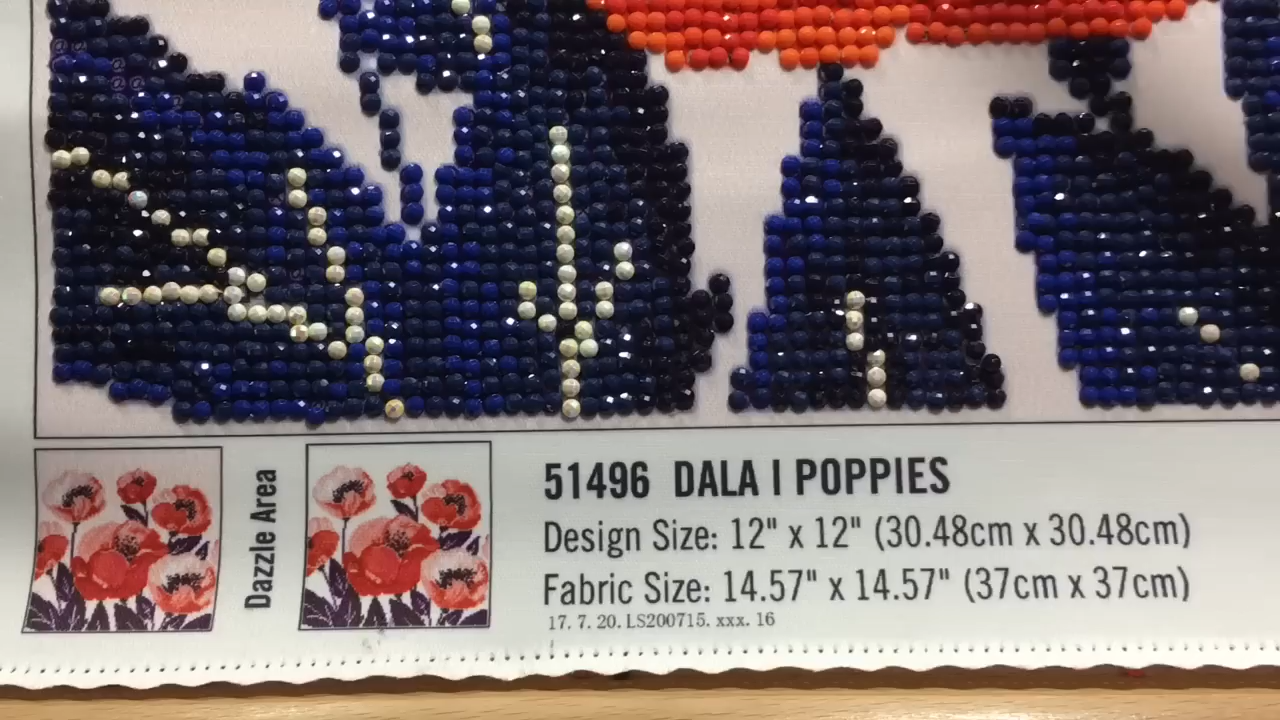 Dazzle Area
51496 DALA I POPPIES
Design Size: 12" x 12" (30.48cm x 30.48cm)
Fabric Size: 14.57" x 14.57" (37cm x 37cm)
17. 7. 20. LS200715. xxx. 16